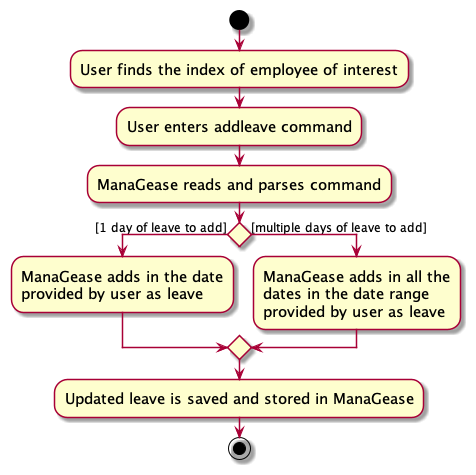 User finds the index of employee of interest
User enters addleave command
ManaGease reads and parses command
[1 day of leave to add]
[multiple days of leave to add]
ManaGease adds in the date
provided by user as leave
ManaGease adds in all the
dates in the date range
provided by user as leave
Updated leave is saved and stored in ManaGease